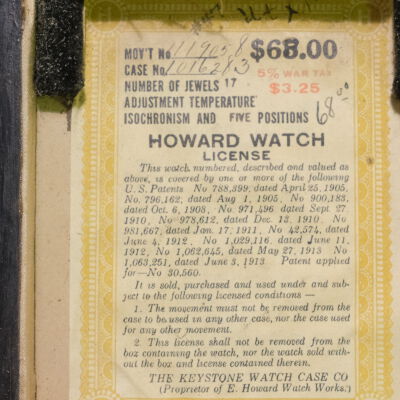 MOV'T No 1119058 $68.00
CASE No. 1016283 5% WAR TAX
NUMBER OF JEWELS 17 $3.25
ADJUSTMENT TEMPERATURE
ISOCHRONISM AND FIVE POSITIONS 68.50
HOWARD WATCH
LICENSE
This watch, numbered, described and valued as
above, is covered by one or more of the following
U.S. Patents No 788,399, dated April 25, 1905,
No. 796,162, dated Aug 1, 1905, No 900,183,
dated Oct. 6, 1908, No. 971,496 dated Sept. 27
1910, No 978,612, dated Dec. 13, 1910, No.
981,667, dated Jan. 17, 1911, No 42,574, dated
June 4, 1912, No 1,029,116, dated June 11,
1912, No 1,062,645, dated May 27, 1913 No
1,063,251, dated June 3, 1913. Patent applied
for—No 30,560.
It is sold, purchased and used under and sub-
ject to the following licensed conditions —
1. The movement must not be removed from the
case to be used in any other case, nor the case used
for any other movement.
2. This license shall not be removed from the
box containing the watch, nor the watch sold with-
out the box and license contained therein.
THE KEYSTONE WATCH CASE CO
(Proprietor of E. Howard Watch Works.)